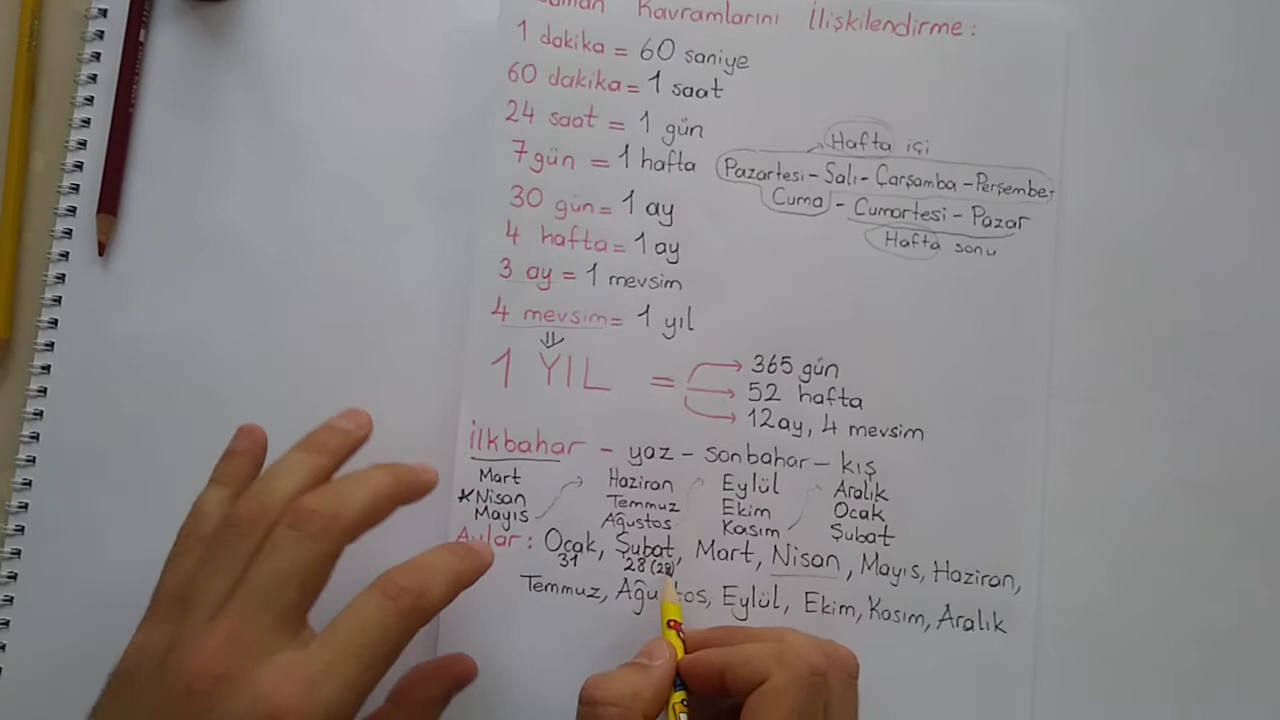 Kavramlarını İlişkilendirme:
1 dakika = 60 saniye
60 dakika = 1 saat
24 saat = 1 gün
7 gün = 1 hafta
Hafta içi
Pazartesi - Salı - Çarşamba - Perşembe,
Cuma - Cumartesi - Pazar
Hafta sonu
30 gün = 1 ay
4 hafta = 1 ay
3 ay = 1 mevsim
4 mevsim = 1 yıl
1 YIL =
365 gün
52 hafta
12 ay, 4 mevsim
İlkbahar - yaz - sonbahar - kış
Mart Haziran Eylül Aralık
Nisan Temmuz Ekim Ocak
Mayıs Ağustos Kasım Şubat
Aylar: Ocak, Şubat, Mart, Nisan, Mayıs, Haziran,
31 28
Temmuz, Eylül, Ekim, Kasım, Aralık